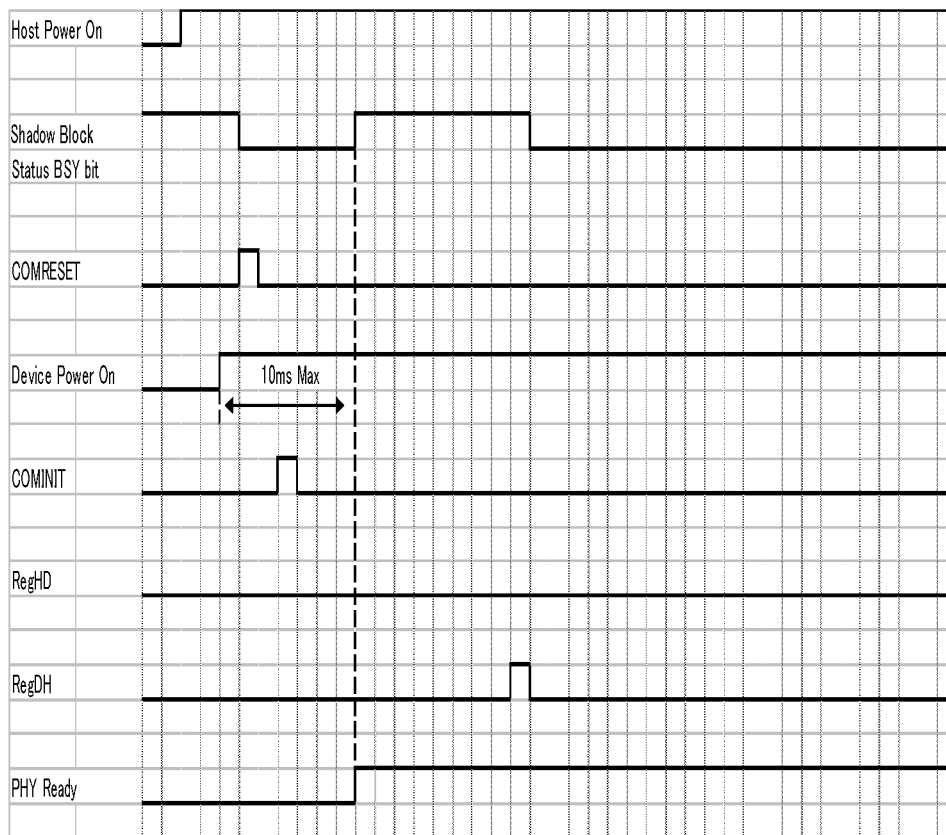 Host Power On
Shadow Block
Status BSY bit
COMRESET
Device Power On
10ms Max
COMINIT
RegHD
RegDH
PHY Ready